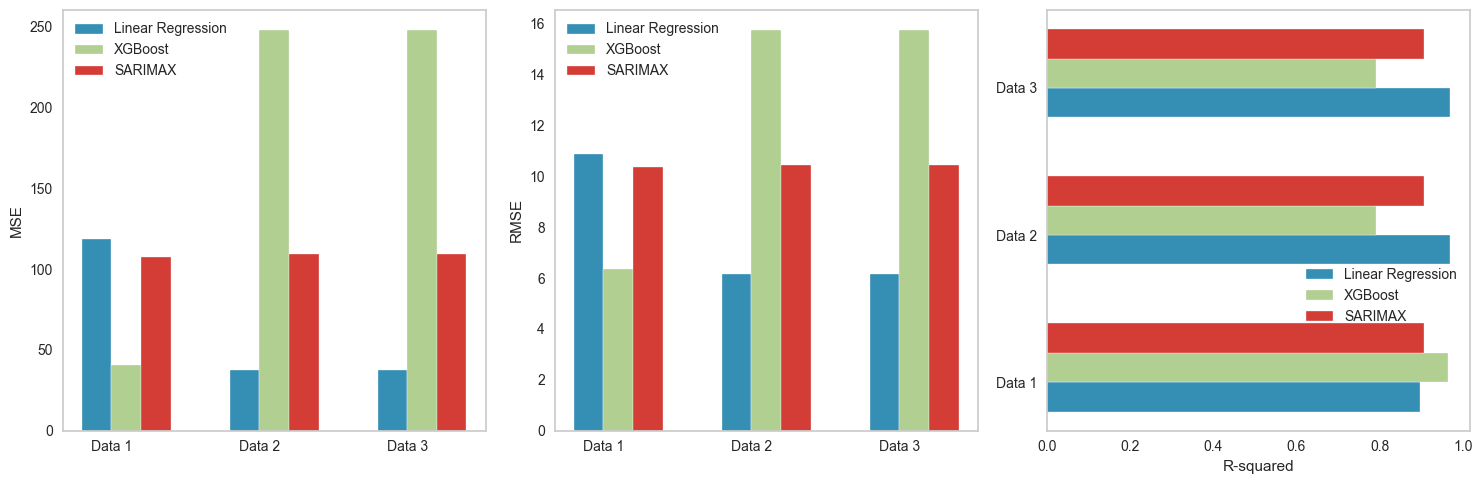 250
200
150
100
50
0
MSE
Linear Regression
XGBoost
SARIMAX
Data 1
Data 2
Data 3
16
14
12
10
8
6
4
2
0
RMSE
Linear Regression
XGBoost
SARIMAX
Data 1
Data 2
Data 3
Data 3
Data 2
Data 1
Linear Regression
XGBoost
SARIMAX
0.0 0.2 0.4 0.6 0.8 1.0
R-squared